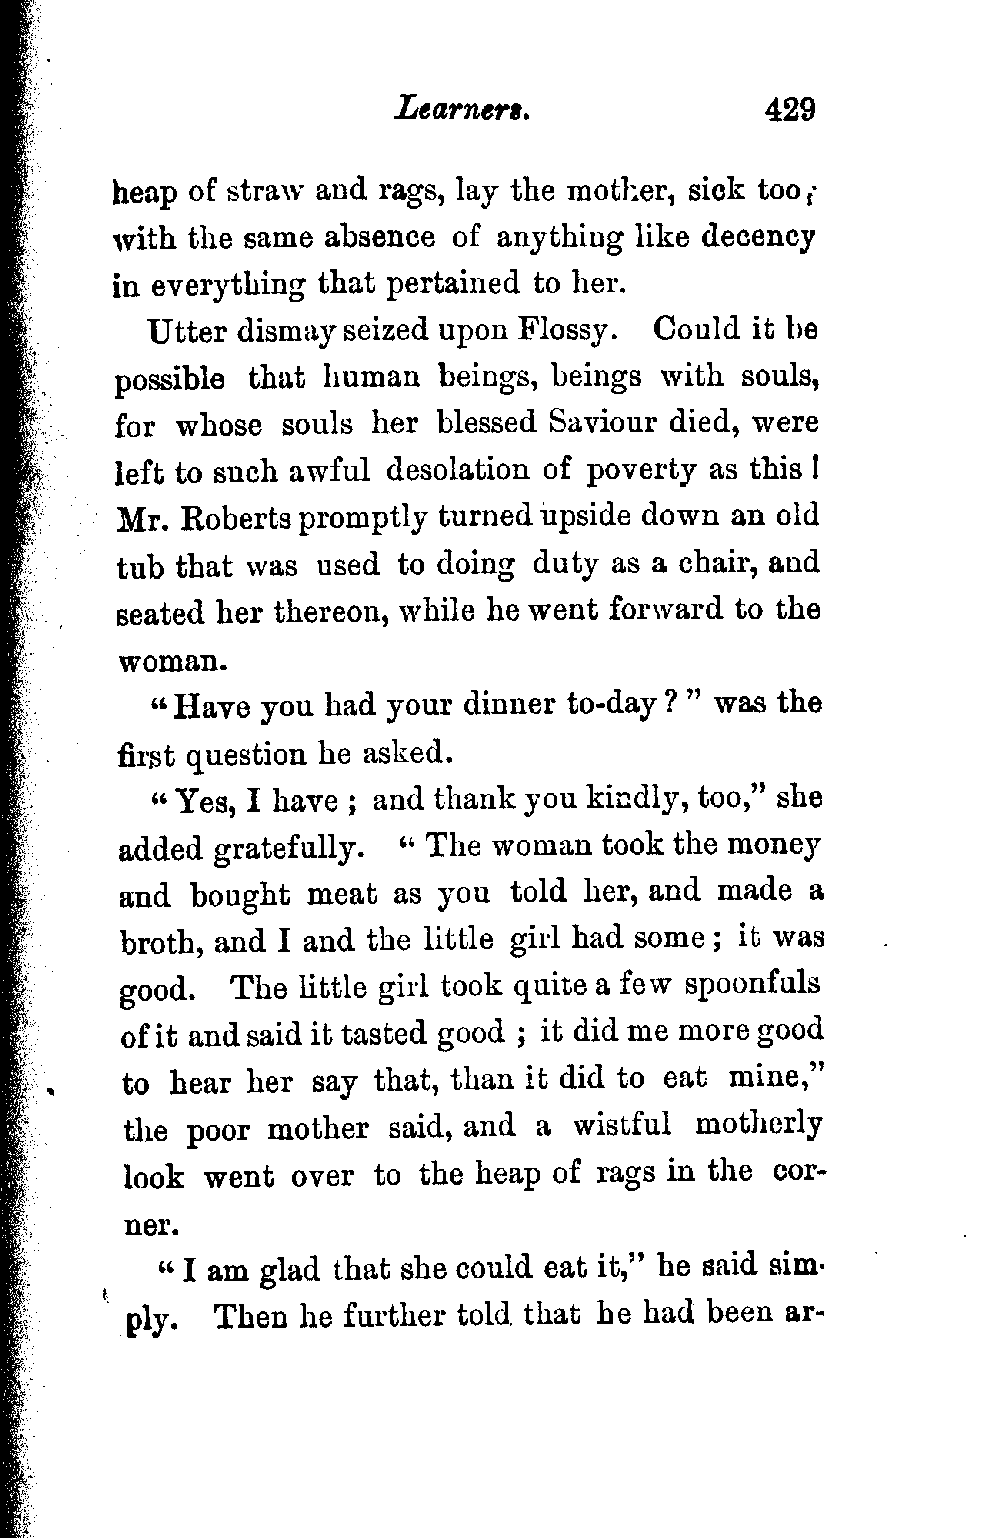 Learners. 429
heap of straw and rags, lay the mother, sick too,
with the same absence of anything like decency
in everything that pertained to her.
Utter dismay seized upon Flossy. Could it be
possible that human beings, beings with souls,
for whose souls her blessed Saviour died, were
left to such awful desolation of poverty as this!
Mr. Roberts promptly turned upside down an old
tub that was used to doing duty as a chair, and
seated her thereon, while he went forward to the
woman.
“Have you had your dinner to-day?” was the
first question he asked.
“Yes, I have; and thank you kindly, too,” she
added gratefully. “The woman took the money
and bought meat as you told her, and made a
broth, and I and the little girl had some; it was
good. The little girl took quite a few spoonfuls
of it and said it tasted good; it did me more good
to hear her say that, than it did to eat mine,”
the poor mother said, and a wistful motherly
look went over to the heap of rags in the cor-
ner.
“I am glad that she could eat it,” he said sim-
ply. Then he further told that he had been ar-